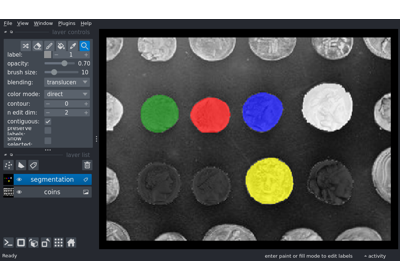 File View Window Plugins Help
layer controls
label: 1
opacity: 0.70
brush size: 10
blending: translucen
color mode: direct
contour: 0
n edit dim: 2
contiguous:
preserve labels:
show selected:
layer list
segmentation
coins
Ready
enter paint or fill mode to edit labels
activity